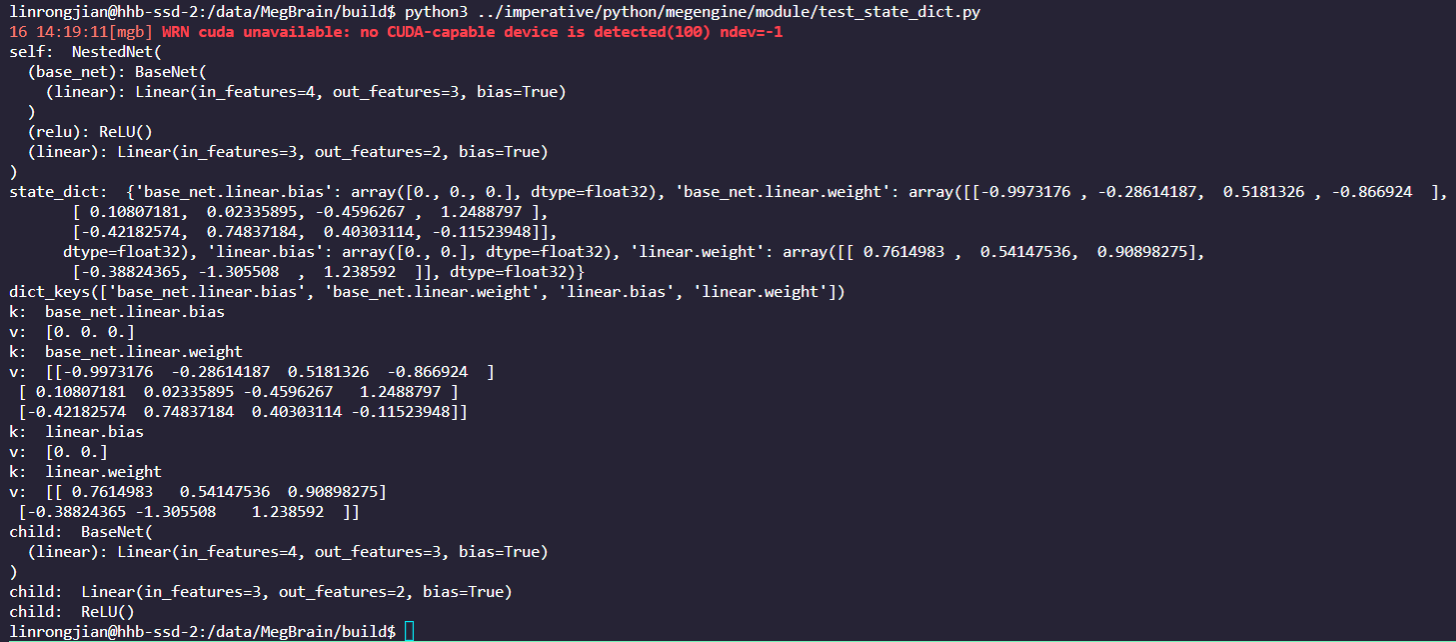 linrongjian@hhb-ssd-2:/data/MegBrain/build$ python3 ../imperative/python/megengine/module/test_state_dict.py
16 14:19:11[mgb] WRN cuda unavailable: no CUDA-capable device is detected(100) ndev=-1
self:  NestedNet(
  (base_net): BaseNet(
    (linear): Linear(in_features=4, out_features=3, bias=True)
  )
  (relu): ReLU()
  (linear): Linear(in_features=3, out_features=2, bias=True)
)
state_dict:  {'base_net.linear.bias': array([0., 0., 0.], dtype=float32), 'base_net.linear.weight': array([[-0.9973176 , -0.28614187,  0.5181326 , -0.866924  ],
       [ 0.10807181,  0.02335895, -0.4596267 ,  1.2488797 ],
       [-0.42182574,  0.74837184,  0.40303114, -0.11523948]],
      dtype=float32), 'linear.bias': array([0., 0.], dtype=float32), 'linear.weight': array([[ 0.7614983 ,  0.54147536,  0.90898275],
       [-0.38824365, -1.305508  ,  1.238592  ]], dtype=float32)}
dict_keys(['base_net.linear.bias', 'base_net.linear.weight', 'linear.bias', 'linear.weight'])
k:  base_net.linear.bias
v:  [0. 0. 0.]
k:  base_net.linear.weight
v:  [[-0.9973176  -0.28614187  0.5181326  -0.866924  ]
 [ 0.10807181  0.02335895 -0.4596267   1.2488797 ]
 [-0.42182574  0.74837184  0.40303114 -0.11523948]]
k:  linear.bias
v:  [0. 0.]
k:  linear.weight
v:  [[ 0.7614983   0.54147536  0.90898275]
 [-0.38824365 -1.305508    1.238592  ]]
child:  BaseNet(
  (linear): Linear(in_features=4, out_features=3, bias=True)
)
child:  Linear(in_features=3, out_features=2, bias=True)
child:  ReLU()
linrongjian@hhb-ssd-2:/data/MegBrain/build$